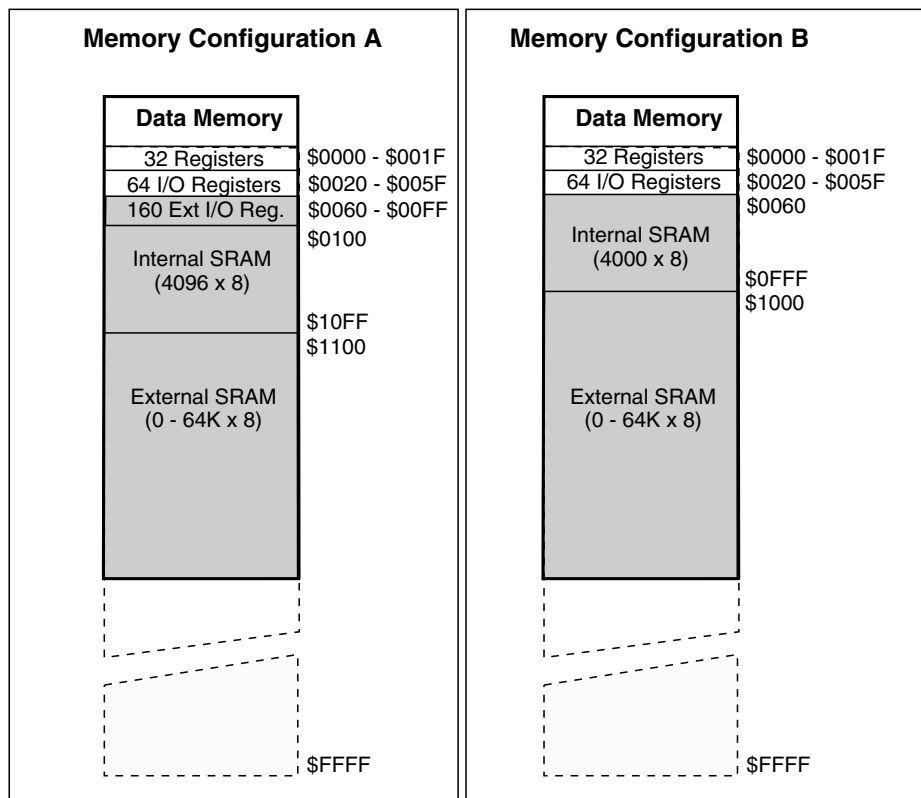 Memory Configuration A
Data Memory
32 Registers
$0000 - $001F
64 I/O Registers
$0020 - $005F
160 Ext I/O Reg.
$0060 - $00FF
$0100
Internal SRAM
(4096 x 8)
$10FF
$1100
External SRAM
(0 - 64K x 8)
$FFFF
Memory Configuration B
Data Memory
32 Registers
$0000 - $001F
64 I/O Registers
$0020 - $005F
$0060
Internal SRAM
(4000 x 8)
$0FFF
$1000
External SRAM
(0 - 64K x 8)
$FFFF